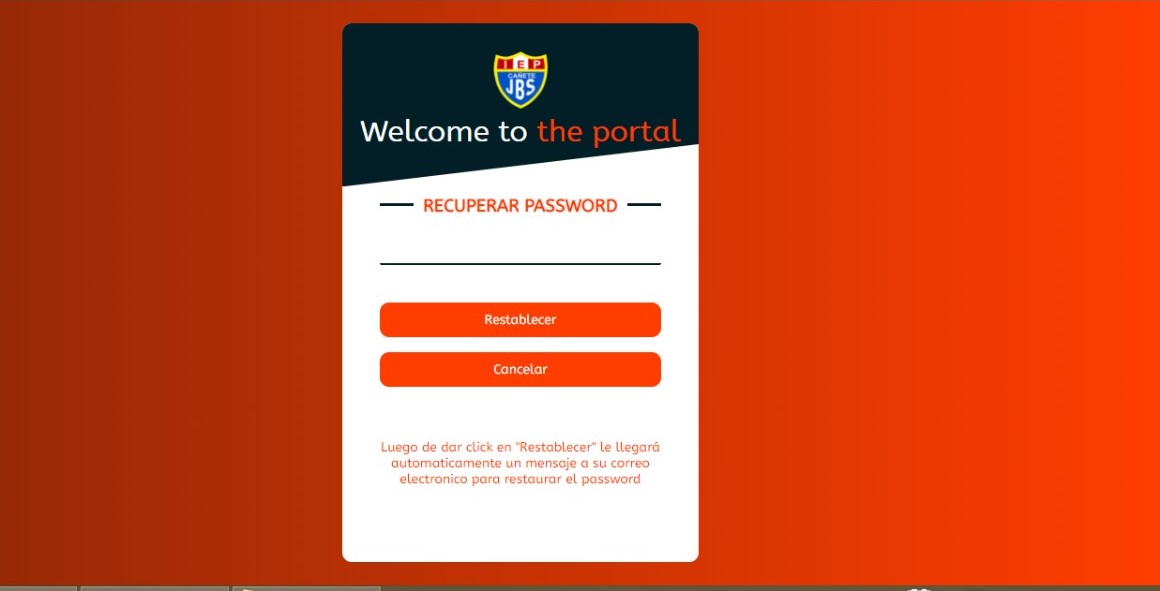 I E P
CAÑETE
JBS
Welcome to the portal
RECUPERAR PASSWORD
Restablecer
Cancelar
Luego de dar click en "Restablecer" le llegará
automaticamente un mensaje a su correo
electronico para restaurar el password